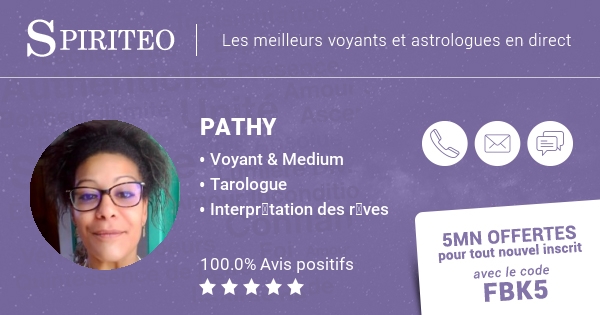 SPIRITEO
Les meilleurs voyants et astrologues en direct
PATHY
• Voyant & Medium
• Tarologue
• Interpr▯tation des r▯ves
100.0% Avis positifs
5MN OFFERTES
pour tout nouvel inscrit
avec le code
FBK5